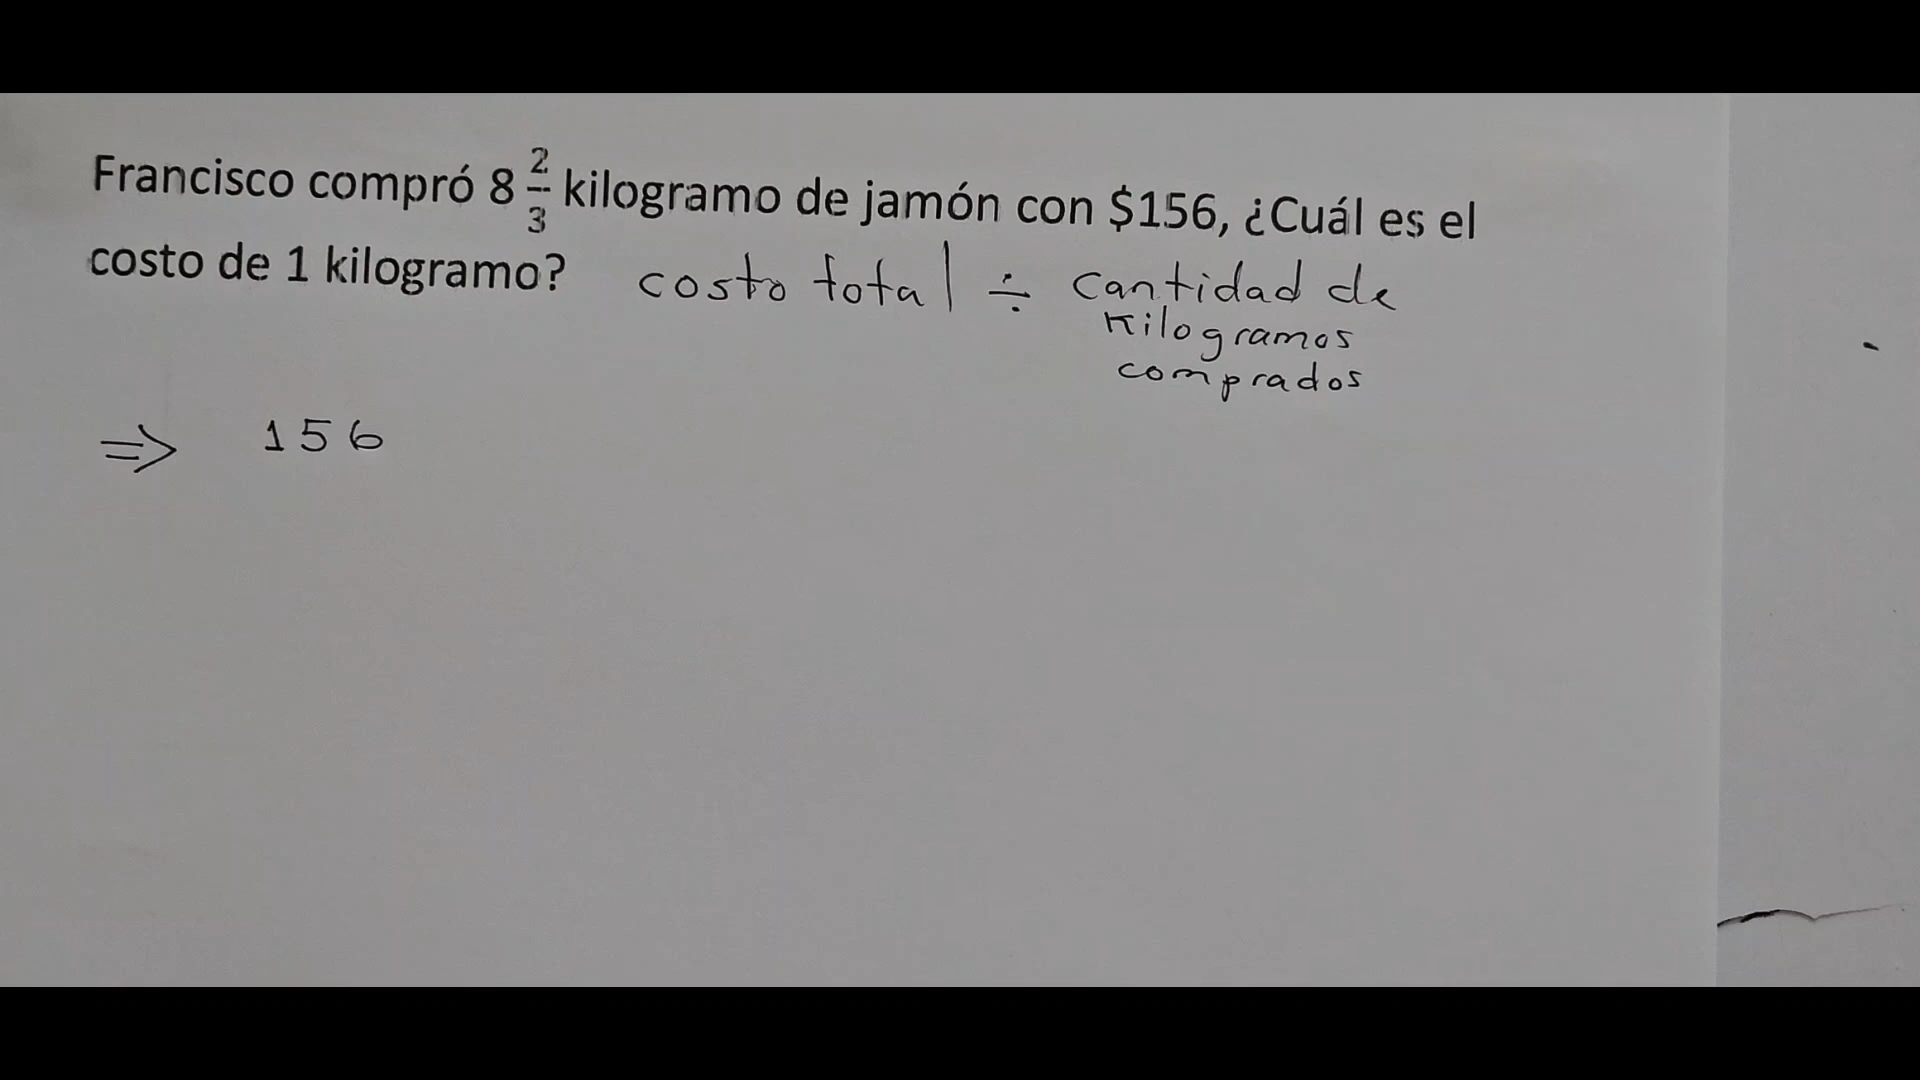 Francisco compró 8 2/3 kilogramo de jamón con $156, ¿Cuál es el
costo de 1 kilogramo? costo total ÷ cantidad de
kilogramos
comprados
⇒ 156